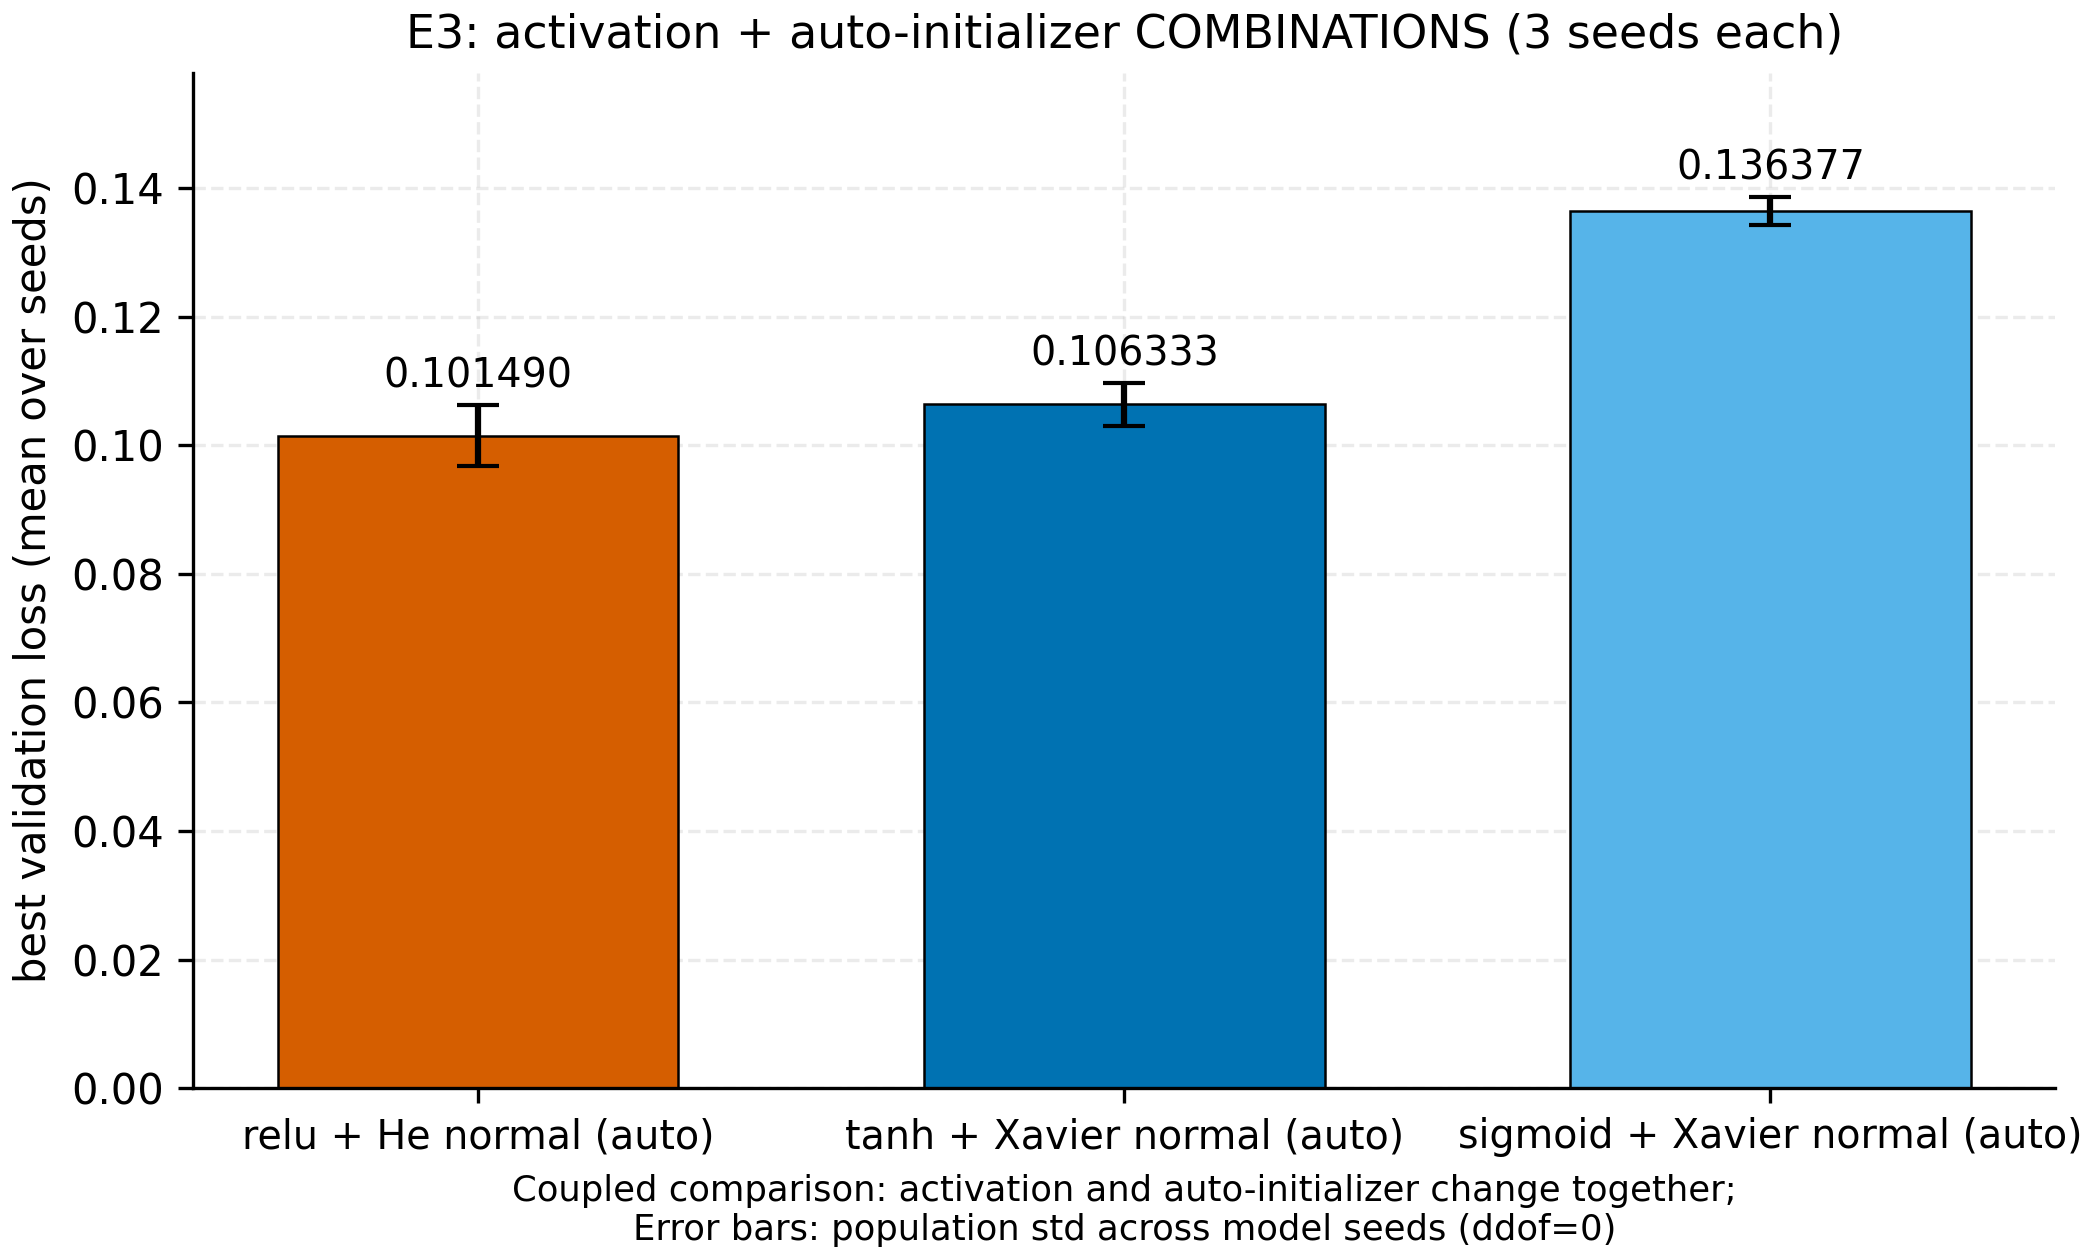 E3: activation + auto-initializer COMBINATIONS (3 seeds each)
best validation loss (mean over seeds)
0.14
0.12
0.10
0.08
0.06
0.04
0.02
0.00
0.101490
0.106333
0.136377
relu + He normal (auto)
tanh + Xavier normal (auto)
sigmoid + Xavier normal (auto)
Coupled comparison: activation and auto-initializer change together;
Error bars: population std across model seeds (ddof=0)